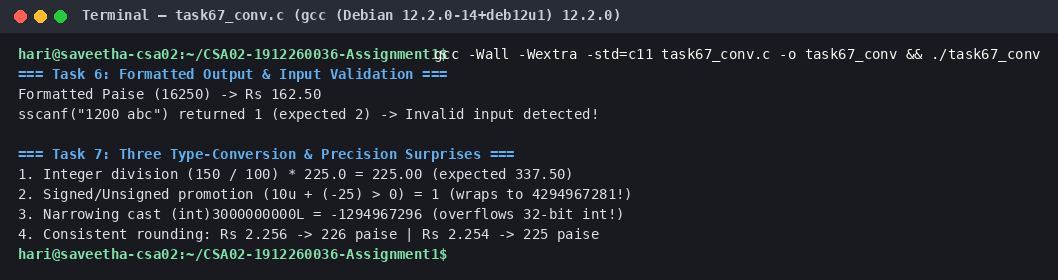 Terminal — task67_conv.c (gcc (Debian 12.2.0-14+deb12u1) 12.2.0)
hari@saveetha-csa02:~/CSA02-1912260036-Assignment1$ gcc -Wall -Wextra -std=c11 task67_conv.c -o task67_conv && ./task67_conv
=== Task 6: Formatted Output & Input Validation ===
Formatted Paise (16250) -> Rs 162.50
sscanf("1200 abc") returned 1 (expected 2) -> Invalid input detected!
=== Task 7: Three Type-Conversion & Precision Surprises ===
1. Integer division (150 / 100) * 225.0 = 225.00 (expected 337.50)
2. Signed/Unsigned promotion (10u + (-25) > 0) = 1 (wraps to 4294967281!)
3. Narrowing cast (int)3000000000L = -1294967296 (overflows 32-bit int!)
4. Consistent rounding: Rs 2.256 -> 226 paise | Rs 2.254 -> 225 paise
hari@saveetha-csa02:~/CSA02-1912260036-Assignment1$